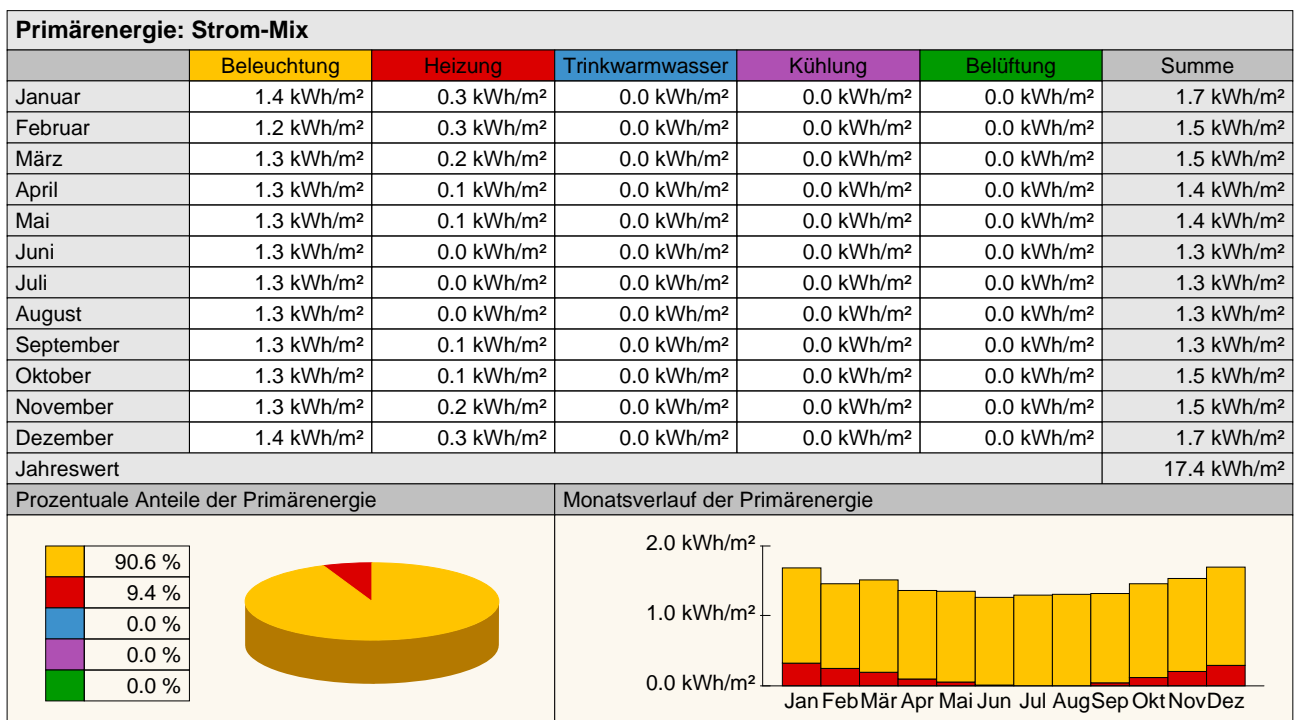 Primärenergie: Strom-Mix
Beleuchtung Heizung Trinkwarmwasser Kühlung Belüftung Summe
Januar 1.4 kWh/m² 0.3 kWh/m² 0.0 kWh/m² 0.0 kWh/m² 0.0 kWh/m² 1.7 kWh/m²
Februar 1.2 kWh/m² 0.3 kWh/m² 0.0 kWh/m² 0.0 kWh/m² 0.0 kWh/m² 1.5 kWh/m²
März 1.3 kWh/m² 0.2 kWh/m² 0.0 kWh/m² 0.0 kWh/m² 0.0 kWh/m² 1.5 kWh/m²
April 1.3 kWh/m² 0.1 kWh/m² 0.0 kWh/m² 0.0 kWh/m² 0.0 kWh/m² 1.4 kWh/m²
Mai 1.3 kWh/m² 0.1 kWh/m² 0.0 kWh/m² 0.0 kWh/m² 0.0 kWh/m² 1.4 kWh/m²
Juni 1.3 kWh/m² 0.0 kWh/m² 0.0 kWh/m² 0.0 kWh/m² 0.0 kWh/m² 1.3 kWh/m²
Juli 1.3 kWh/m² 0.0 kWh/m² 0.0 kWh/m² 0.0 kWh/m² 0.0 kWh/m² 1.3 kWh/m²
August 1.3 kWh/m² 0.0 kWh/m² 0.0 kWh/m² 0.0 kWh/m² 0.0 kWh/m² 1.3 kWh/m²
September 1.3 kWh/m² 0.1 kWh/m² 0.0 kWh/m² 0.0 kWh/m² 0.0 kWh/m² 1.3 kWh/m²
Oktober 1.3 kWh/m² 0.1 kWh/m² 0.0 kWh/m² 0.0 kWh/m² 0.0 kWh/m² 1.5 kWh/m²
November 1.3 kWh/m² 0.2 kWh/m² 0.0 kWh/m² 0.0 kWh/m² 0.0 kWh/m² 1.5 kWh/m²
Dezember 1.4 kWh/m² 0.3 kWh/m² 0.0 kWh/m² 0.0 kWh/m² 0.0 kWh/m² 1.7 kWh/m²
Jahreswert 17.4 kWh/m²
Prozentuale Anteile der Primärenergie
90.6 %
9.4 %
0.0 %
0.0 %
0.0 %
Monatsverlauf der Primärenergie
2.0 kWh/m²
1.0 kWh/m²
0.0 kWh/m²
Jan Feb Mär Apr Mai Jun Jul Aug Sep Okt Nov Dez